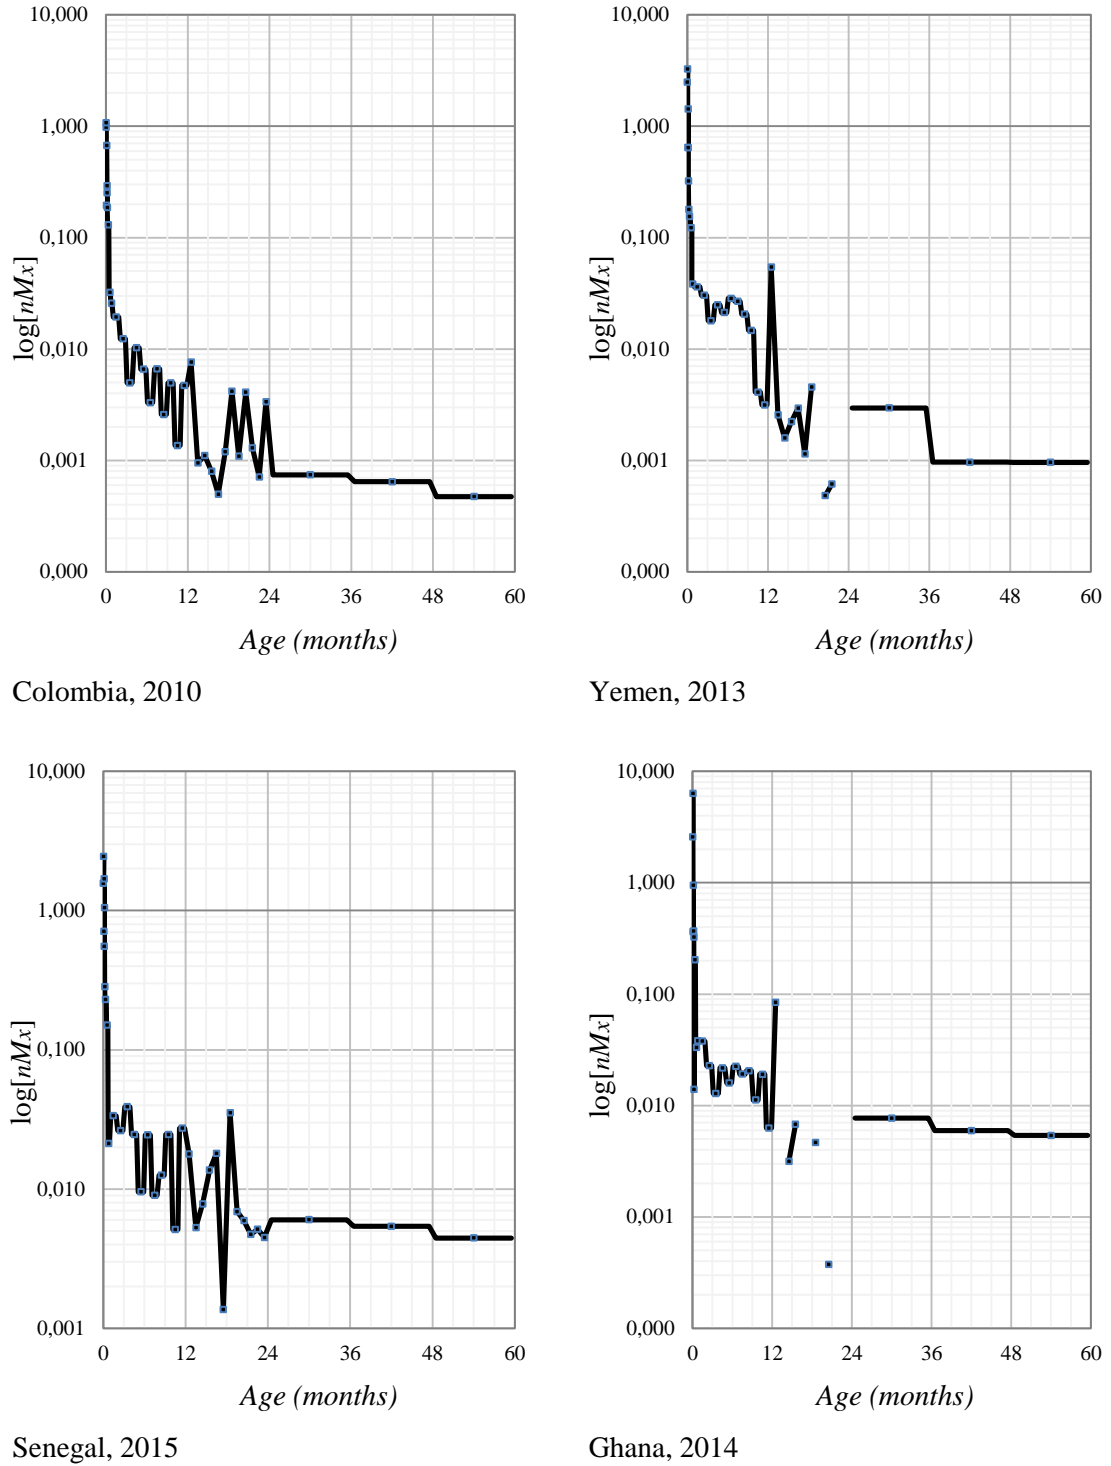 10,000
1,000
0,100
0,010
0,001
0,000
log[nMx]
0 12 24 36 48 60
Age (months)
Colombia, 2010
10,000
1,000
0,100
0,010
0,001
0,000
log[nMx]
0 12 24 36 48 60
Age (months)
Yemen, 2013
10,000
1,000
0,100
0,010
0,001
log[nMx]
0 12 24 36 48 60
Age (months)
Senegal, 2015
10,000
1,000
0,100
0,010
0,001
0,000
log[nMx]
0 12 24 36 48 60
Age (months)
Ghana, 2014